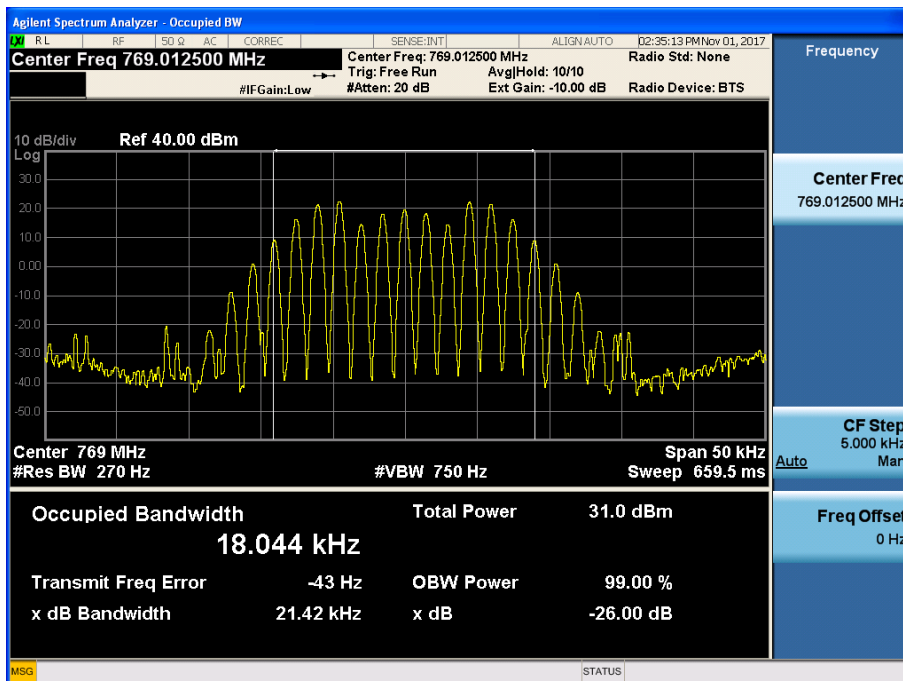 Agilent Spectrum Analyzer - Occupied BW
LXI RL RF 50 Ω AC CORREC SENSE:INT ALIGN AUTO 02:35:13 PM Nov 01, 2017
Center Freq 769.012500 MHz
Center Freq: 769.012500 MHz Radio Std: None
Trig: Free Run Avg|Hold: 10/10
#IFGain:Low #Atten: 20 dB Ext Gain: -10.00 dB Radio Device: BTS
10 dB/div Ref 40.00 dBm
Log
30.0
20.0
10.0
0.00
-10.0
-20.0
-30.0
-40.0
-50.0
Center 769 MHz Span 50 kHz
#Res BW 270 Hz #VBW 750 Hz Sweep 659.5 ms
Occupied Bandwidth Total Power 31.0 dBm
18.044 kHz
Transmit Freq Error -43 Hz OBW Power 99.00 %
x dB Bandwidth 21.42 kHz x dB -26.00 dB
MSG STATUS
Frequency
Center Freq
769.012500 MHz
CF Step
5.000 kHz
Auto Man
Freq Offset
0 Hz